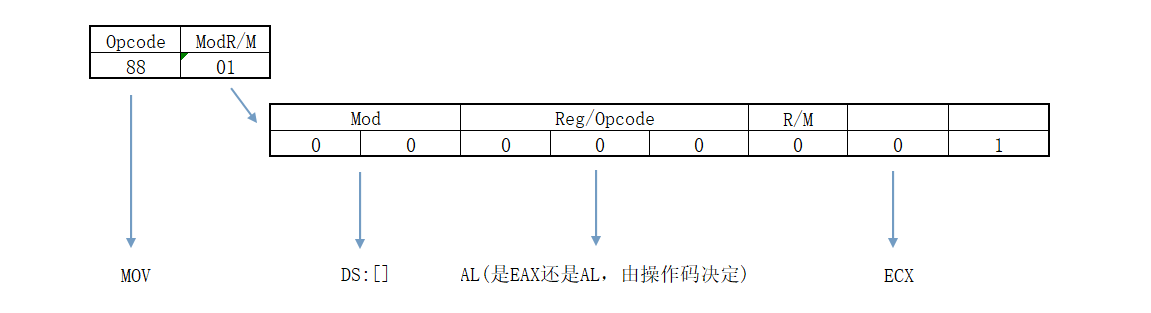 Opcode ModR/M
88 01
Mod Reg/Opcode R/M
0 0 0 0 0 0 0 1
MOV DS:[] AL(是EAX还是AL，由操作码决定) ECX